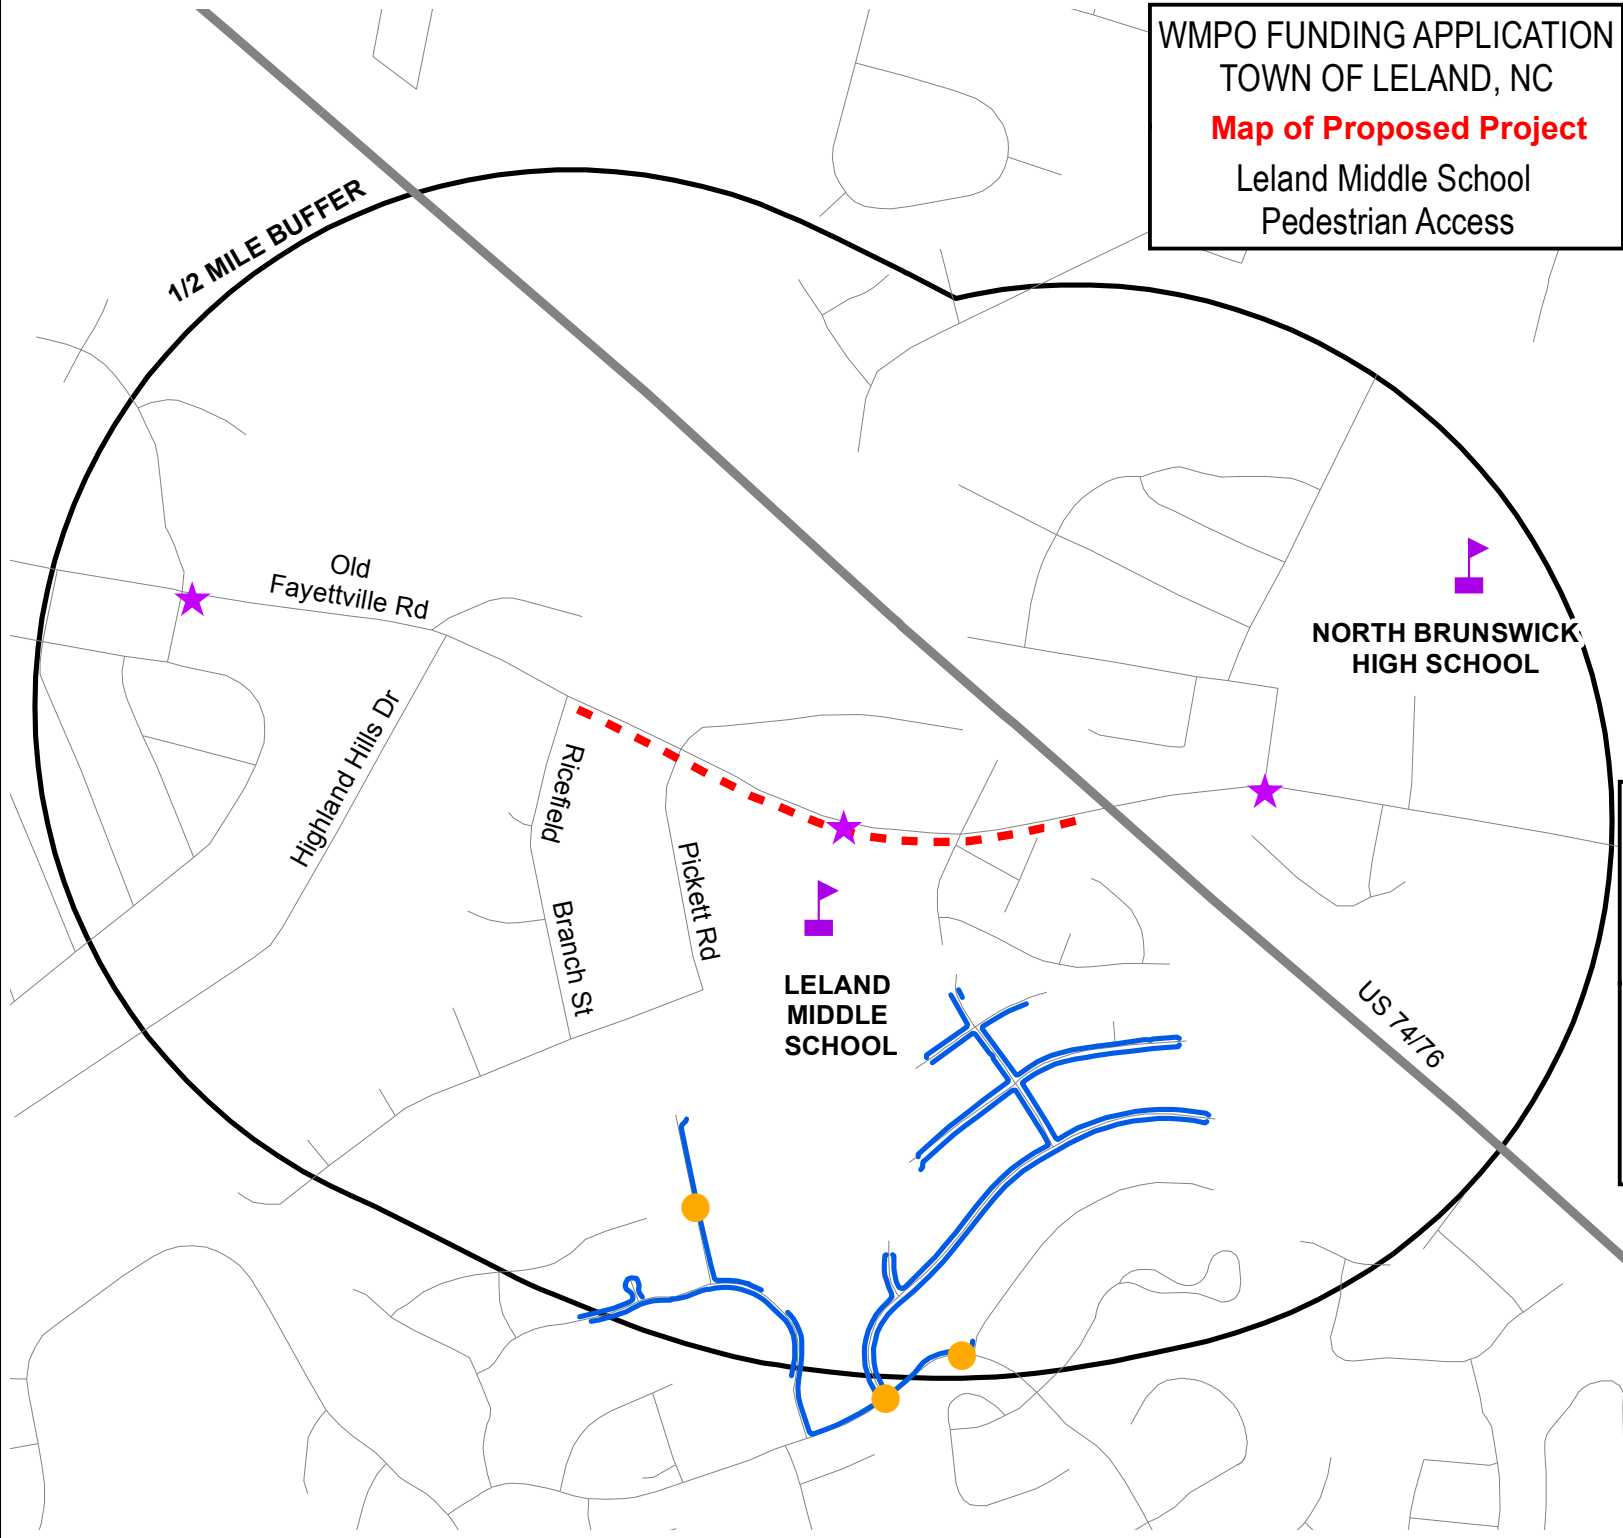 WMPO FUNDING APPLICATION
TOWN OF LELAND, NC
Map of Proposed Project
Leland Middle School
Pedestrian Access
1/2 MILE BUFFER
Old
Fayettville Rd
NORTH BRUNSWICK
HIGH SCHOOL
Highland Hills Dr
Ricefield
Branch St
Pickett Rd
LELAND
MIDDLE
SCHOOL
US 74/76